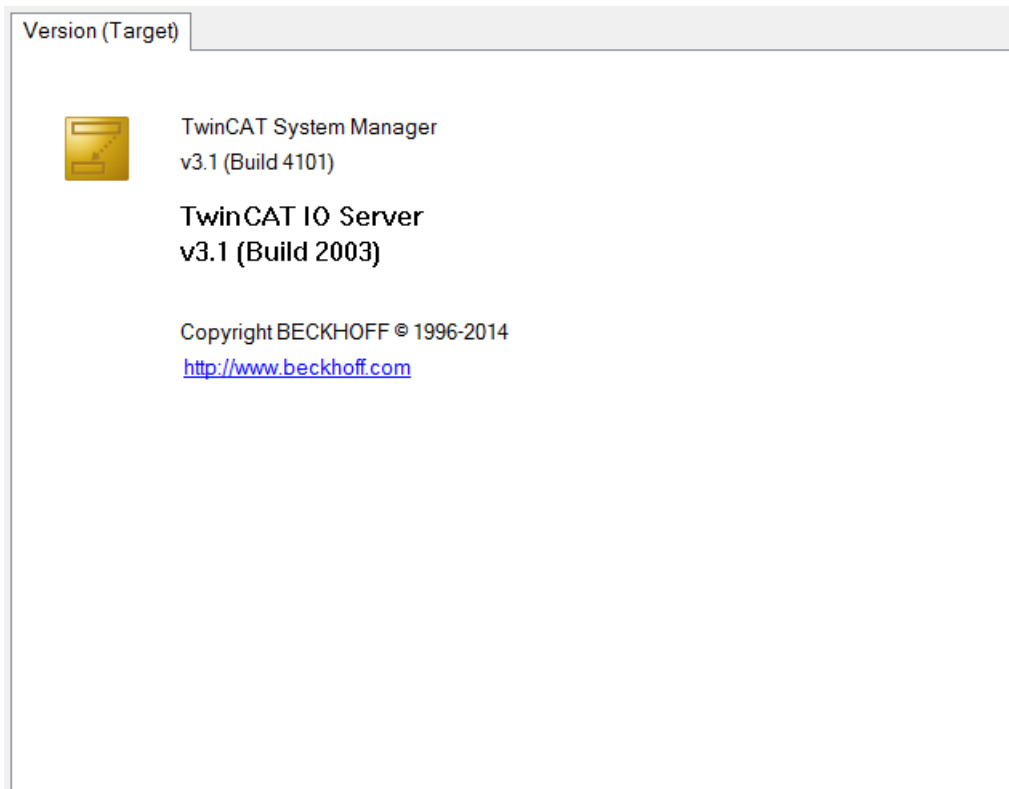 Version (Target)
TwinCAT System Manager
v3.1 (Build 4101)
TwinCAT IO Server
v3.1 (Build 2003)
Copyright BECKHOFF © 1996-2014
http://www.beckhoff.com